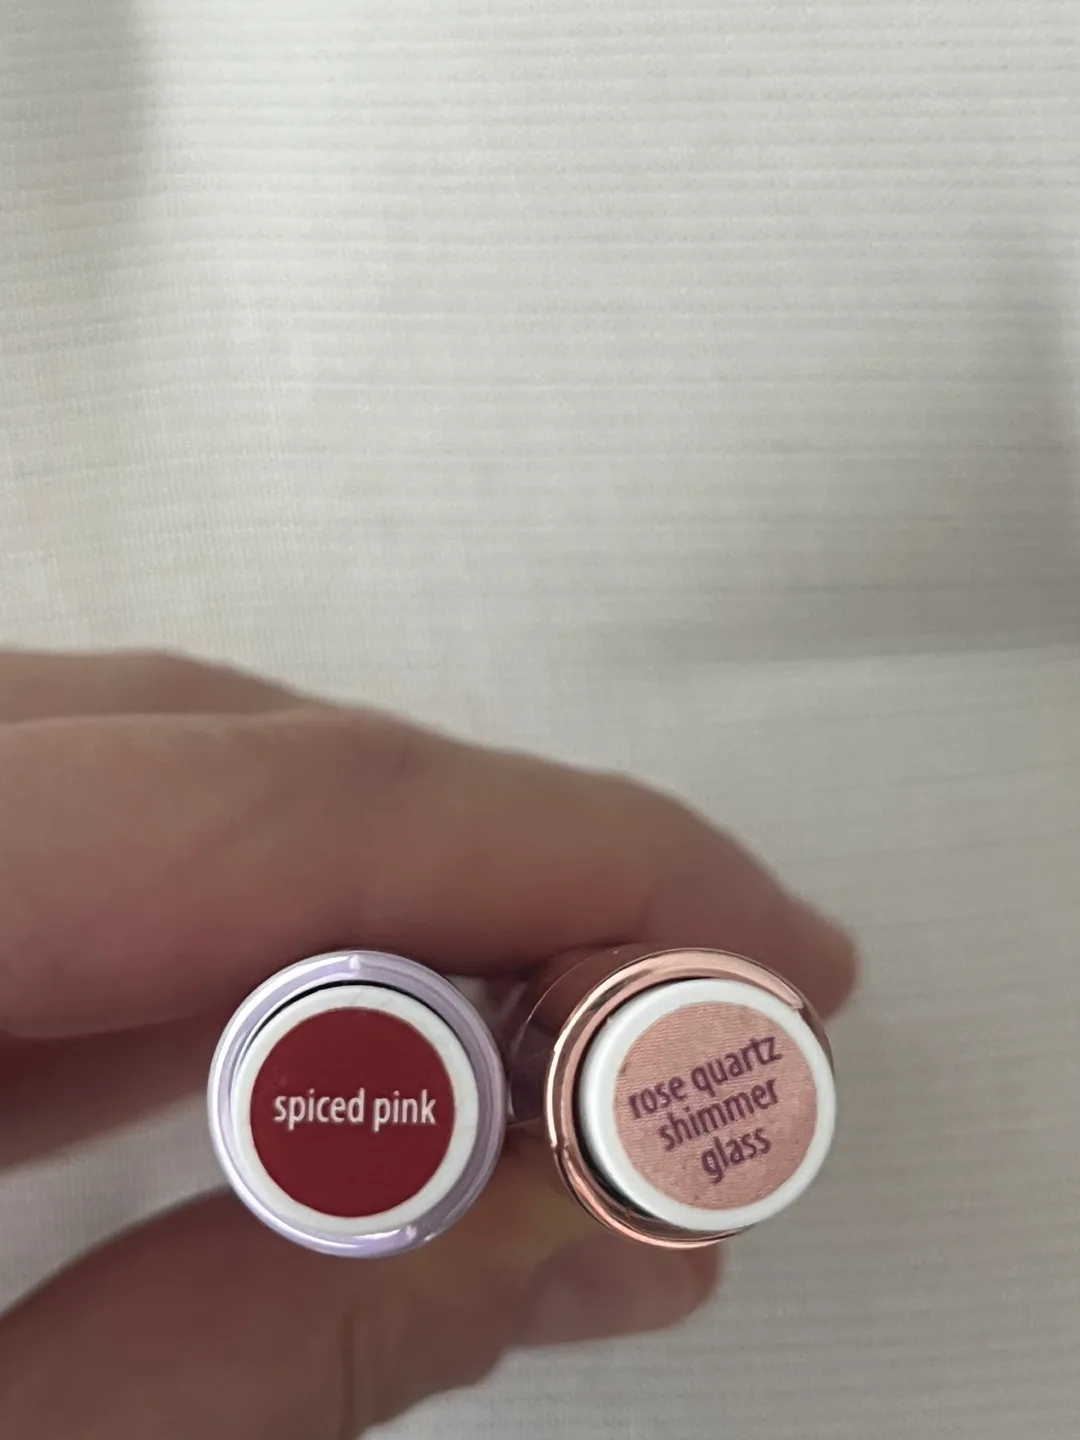 spiced pink
rose quartz
shimmer
glass